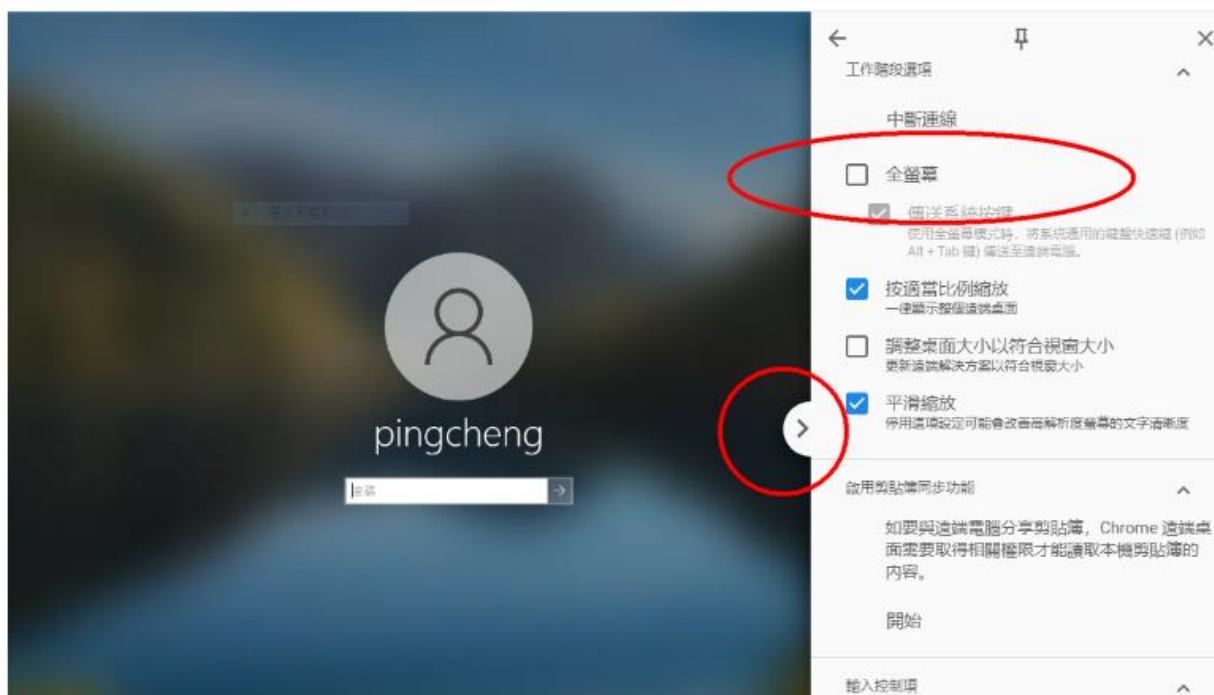 工作階段選項
中斷連線
全螢幕
傳送系統按鍵
使用全螢幕模式時，將系統適用的鍵盤快速鍵 (例如
Alt + Tab 鍵) 傳送至遠端電腦。
按適當比例縮放
一律顯示整個遠端桌面
調整桌面大小以符合視窗大小
更新遠端解決方案以符合視窗大小
平滑縮放
停用這項設定可能會改善高解析度螢幕的文字清晰度
pingcheng
密碼
啟用剪貼簿同步功能
如要與遠端電腦分享剪貼簿，Chrome 遠端桌
面需要取得相關權限才能讀取本機剪貼簿的
內容。
開始
輸入控制項